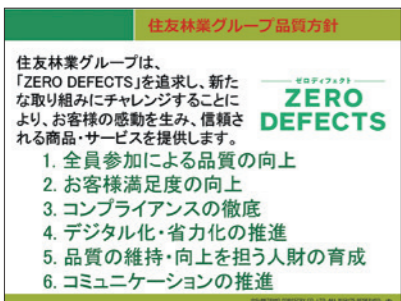 住友林業グループ品質方針
住友林業グループは、
「ZERO DEFECTS」を追求し、新た
な取り組みにチャレンジすることに
より、お客様の感動を生み、信頼さ
れる商品・サービスを提供します。
ゼロディフェクト
ZERO
DEFECTS
1. 全員参加による品質の向上
2. お客様満足度の向上
3. コンプライアンスの徹底
4. デジタル化・省力化の推進
5. 品質の維持・向上を担う人財の育成
6. コミュニケーションの推進